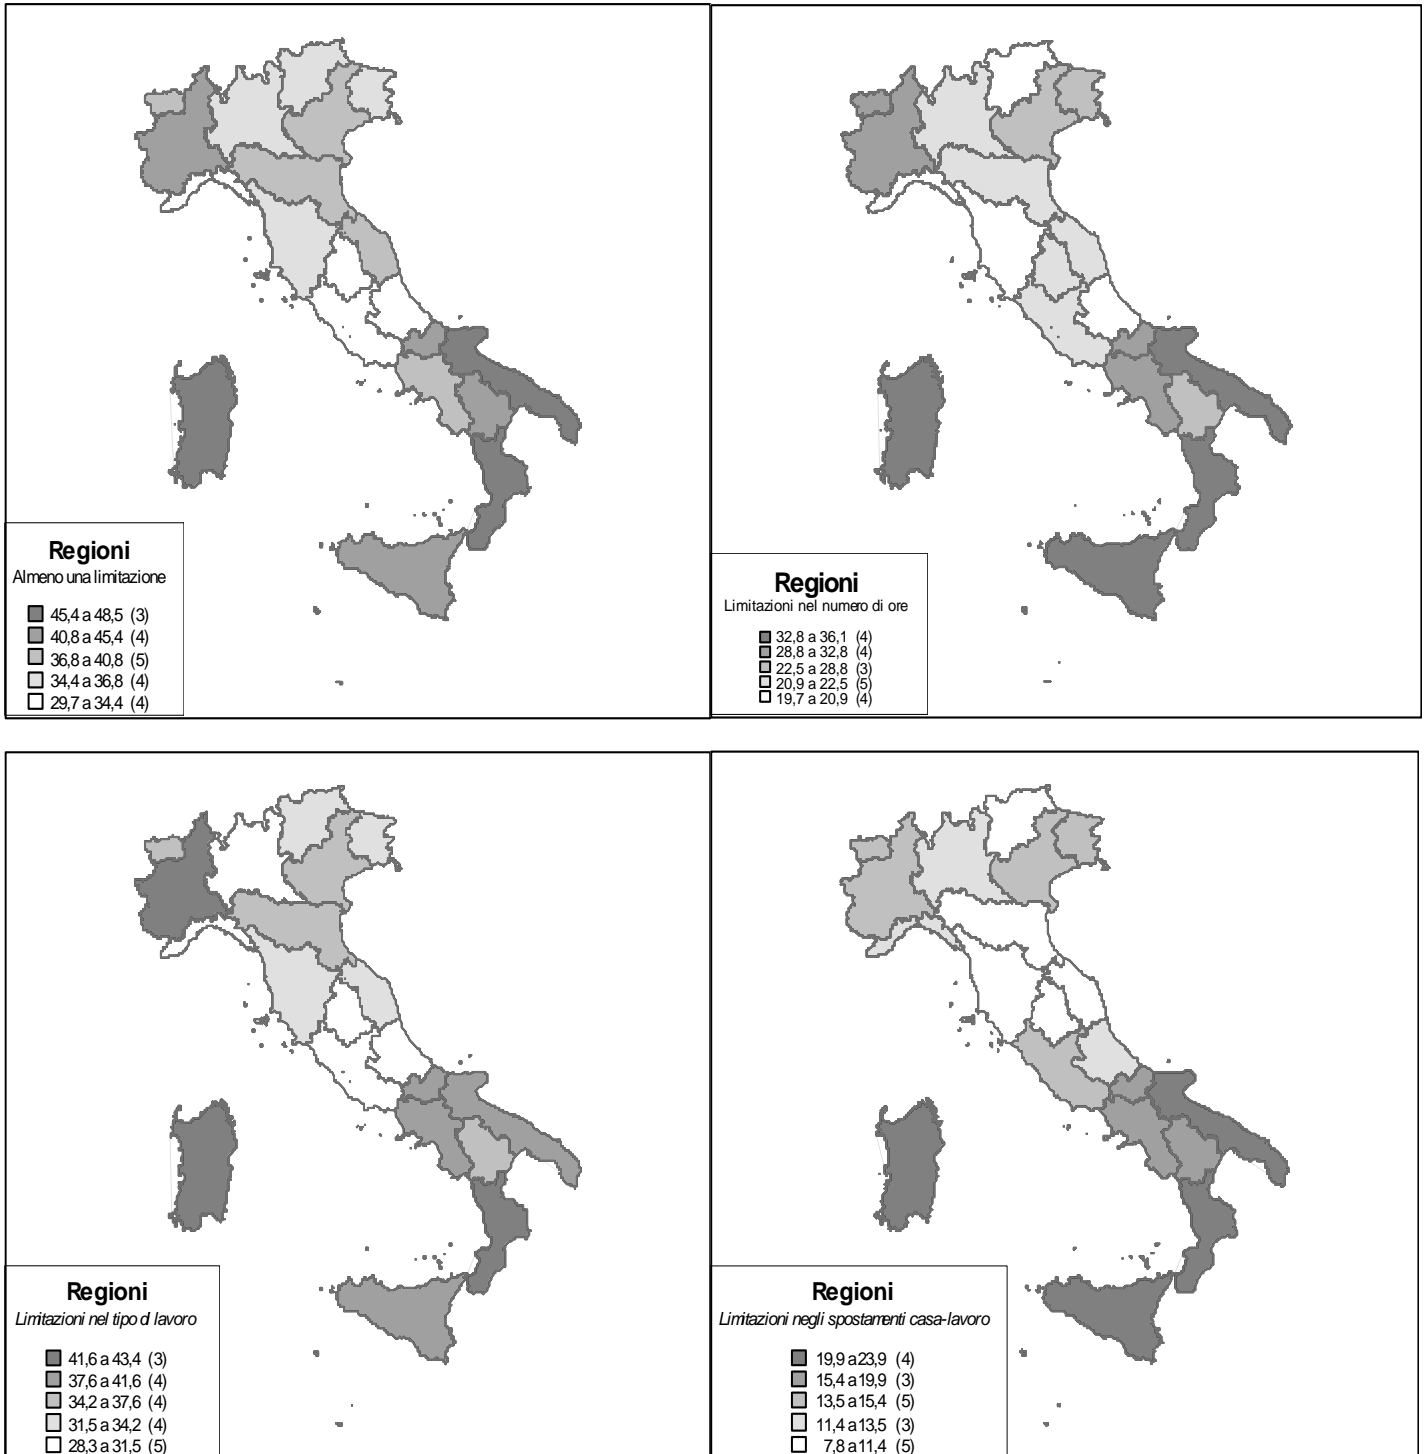 Regioni
Almeno una limitazione
45,4 a 48,5 (3)
40,8 a 45,4 (4)
36,8 a 40,8 (5)
34,4 a 36,8 (4)
29,7 a 34,4 (4)
Regioni
Limitazioni nel numero di ore
32,8 a 36,1 (4)
28,8 a 32,8 (4)
22,5 a 28,8 (3)
20,9 a 22,5 (5)
19,7 a 20,9 (4)
Regioni
Limitazioni nel tipo di lavoro
41,6 a 43,4 (3)
37,6 a 41,6 (4)
34,2 a 37,6 (4)
31,5 a 34,2 (4)
28,3 a 31,5 (5)
Regioni
Limitazioni negli spostamenti casa-lavoro
19,9 a 23,9 (4)
15,4 a 19,9 (3)
13,5 a 15,4 (5)
11,4 a 13,5 (3)
7,8 a 11,4 (5)